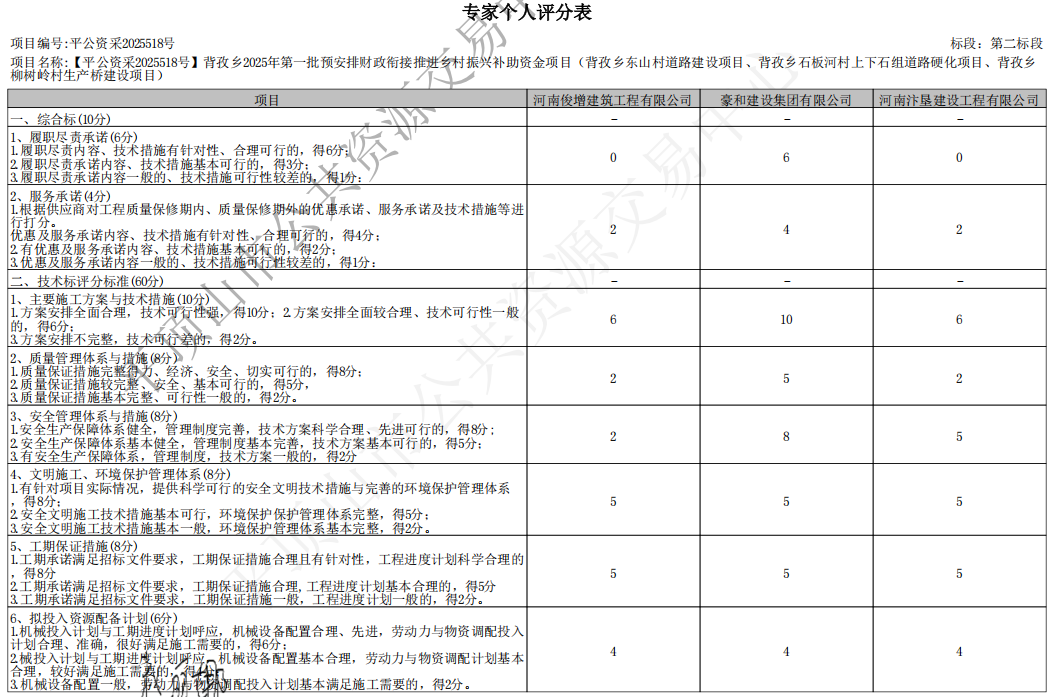 专家个人评分表
项目编号:平公资采2025518号
标段：第二标段
项目名称:【平公资采2025518号】背孜乡2025年第一批预安排财政衔接推进乡村振兴补助资金项目（背孜乡东山村道路建设项目、背孜乡石板河村上下石组道路硬化项目、背孜乡
柳树岭村生产桥建设项目）
项目 河南俊增建筑工程有限公司 豪和建设集团有限公司 河南汴垦建设工程有限公司
一、综合标(10分) － － －
1、履职尽责承诺(6分)
1.履职尽责内容、技术措施有针对性、合理可行的，得6分；
2.履职尽责承诺内容、技术措施基本可行的，得3分；
3.履职尽责承诺内容一般的、技术措施可行性较差的，得1分：
0 6 0
2、服务承诺(4分)
1.根据供应商对工程质量保修期内、质量保修期外的优惠承诺、服务承诺及技术措施等进
行打分。
优惠及服务承诺内容、技术措施有针对性、合理可行的，得4分；
2.有优惠及服务承诺内容、技术措施基本可行的，得2分；
3.优惠及服务承诺内容一般的、技术措施可行性较差的，得1分：
2 4 2
二、技术标评分标准(60分) － － －
1、主要施工方案与技术措施(10分)
1.方案安排全面合理，技术可行性强，得10分；2.方案安排全面较合理、技术可行性一般
的，得6分；
3.方案安排不完整，技术可行差的，得2分。
6 10 6
2、质量管理体系与措施(8分)
1.质量保证措施完整得力、经济、安全、切实可行的，得8分；
2.质量保证措施较完整、安全、基本可行的，得5分，
3.质量保证措施基本完整、可行性一般的，得2分。
2 5 2
3、安全管理体系与措施(8分)
1.安全生产保障体系健全，管理制度完善，技术方案科学合理、先进可行的，得8分；
2.安全生产保障体系基本健全，管理制度基本完善，技术方案基本可行的，得5分；
3.有安全生产保障体系，管理制度，技术方案一般的，得2分
2 8 5
4、文明施工、环境保护管理体系(8分)
1.有针对项目实际情况，提供科学可行的安全文明技术措施与完善的环境保护管理体系
，得8分；
2.安全文明施工技术措施基本可行，环境保护保护管理体系完整，得5分；
3.安全文明施工技术措施基本一般，环境保护管理体系基本完整，得2分。
5 5 5
5、工期保证措施(8分)
1.工期承诺满足招标文件要求，工期保证措施合理且有针对性，工程进度计划科学合理的
，得8分
2.工期承诺满足招标文件要求，工期保证措施合理,工程进度计划基本合理的，得5分
3.工期承诺满足招标文件要求，工期保证措施一般，工程进度计划一般的，得2分。
5 5 5
6、拟投入资源配备计划(6分)
1.机械投入计划与工期进度计划呼应，机械设备配置合理、先进，劳动力与物资调配投入
计划合理、准确，很好满足施工需要的，得6分；
2.械投入计划与工期进度计划呼应，机械设备配置基本合理，劳动力与物资调配计划基本
合理，较好满足施工需要的，得4分；
3.机械设备配置一般，劳动力与物资调配投入计划基本满足施工需要的，得2分。
4 4 4
平顶山市公共资源交易中心
平顶山市公共资源交易中心